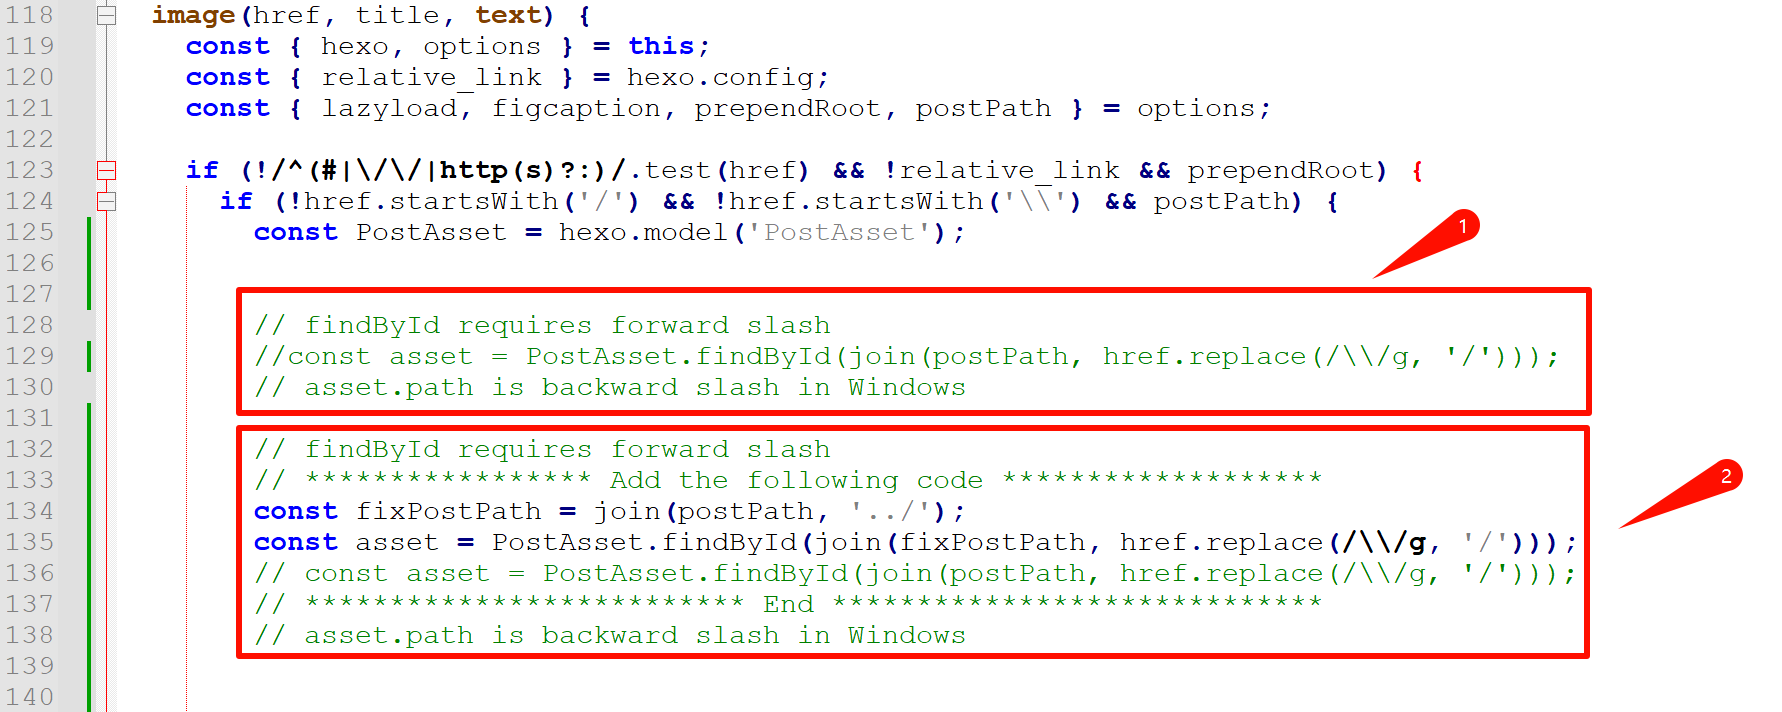 118 image(href, title, text) {
119 const { hexo, options } = this;
120 const { relative_link } = hexo.config;
121 const { lazyload, figcaption, prependRoot, postPath } = options;
122
123 if (!/^(#|\/\/|http(s)?:)/.test(href) && !relative_link && prependRoot) {
124 if (!href.startsWith('/') && !href.startsWith('\\') && postPath) {
125 const PostAsset = hexo.model('PostAsset');
1
126
127
128 // findById requires forward slash
129 //const asset = PostAsset.findById(join(postPath, href.replace(/\\/g, '/')));
130 // asset.path is backward slash in Windows
131
132 // findById requires forward slash
133 // ***************** Add the following code *******************
2
134 const fixPostPath = join(postPath, '../');
135 const asset = PostAsset.findById(join(fixPostPath, href.replace(/\\/g, '/')));
136 // const asset = PostAsset.findById(join(postPath, href.replace(/\\/g, '/')));
137 // ************************** End *****************************
138 // asset.path is backward slash in Windows
139
140